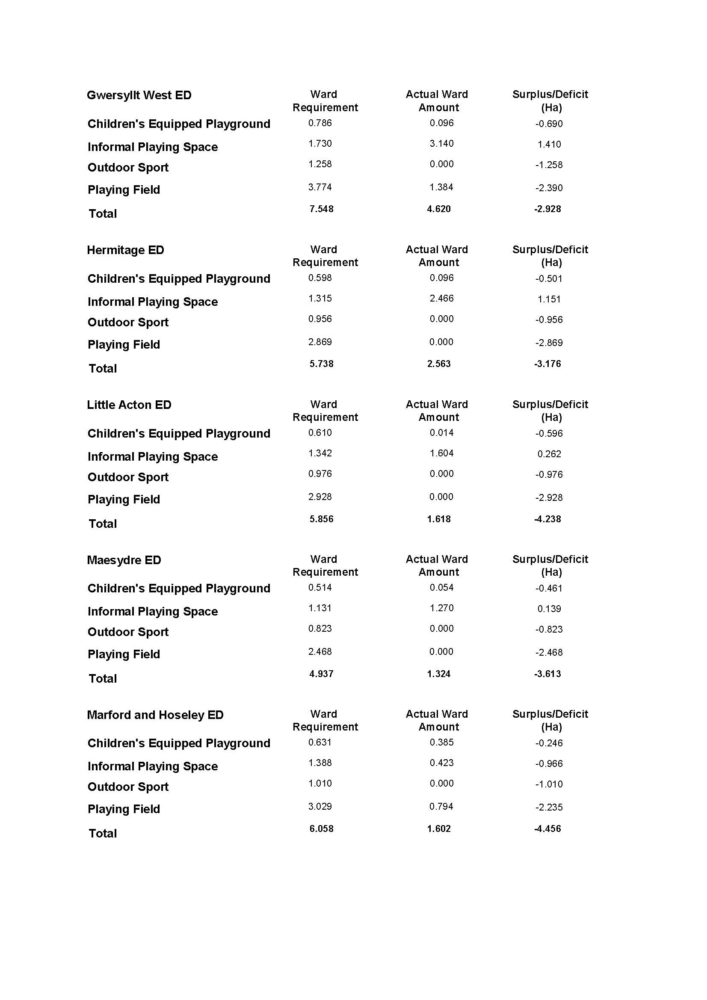 Gwersyllt West ED Ward Actual Ward Surplus/Deficit
Requirement Amount (Ha)
Children's Equipped Playground 0.786 0.096 -0.690
Informal Playing Space 1.730 3.140 1.410
Outdoor Sport 1.258 0.000 -1.258
Playing Field 3.774 1.384 -2.390
Total 7.548 4.620 -2.928
Hermitage ED Ward Actual Ward Surplus/Deficit
Requirement Amount (Ha)
Children's Equipped Playground 0.598 0.096 -0.501
Informal Playing Space 1.315 2.466 1.151
Outdoor Sport 0.956 0.000 -0.956
Playing Field 2.869 0.000 -2.869
Total 5.738 2.563 -3.176
Little Acton ED Ward Actual Ward Surplus/Deficit
Requirement Amount (Ha)
Children's Equipped Playground 0.610 0.014 -0.596
Informal Playing Space 1.342 1.604 0.262
Outdoor Sport 0.976 0.000 -0.976
Playing Field 2.928 0.000 -2.928
Total 5.856 1.618 -4.238
Maesydre ED Ward Actual Ward Surplus/Deficit
Requirement Amount (Ha)
Children's Equipped Playground 0.514 0.054 -0.461
Informal Playing Space 1.131 1.270 0.139
Outdoor Sport 0.823 0.000 -0.823
Playing Field 2.468 0.000 -2.468
Total 4.937 1.324 -3.613
Marford and Hoseley ED Ward Actual Ward Surplus/Deficit
Requirement Amount (Ha)
Children's Equipped Playground 0.631 0.385 -0.246
Informal Playing Space 1.388 0.423 -0.966
Outdoor Sport 1.010 0.000 -1.010
Playing Field 3.029 0.794 -2.235
Total 6.058 1.602 -4.456